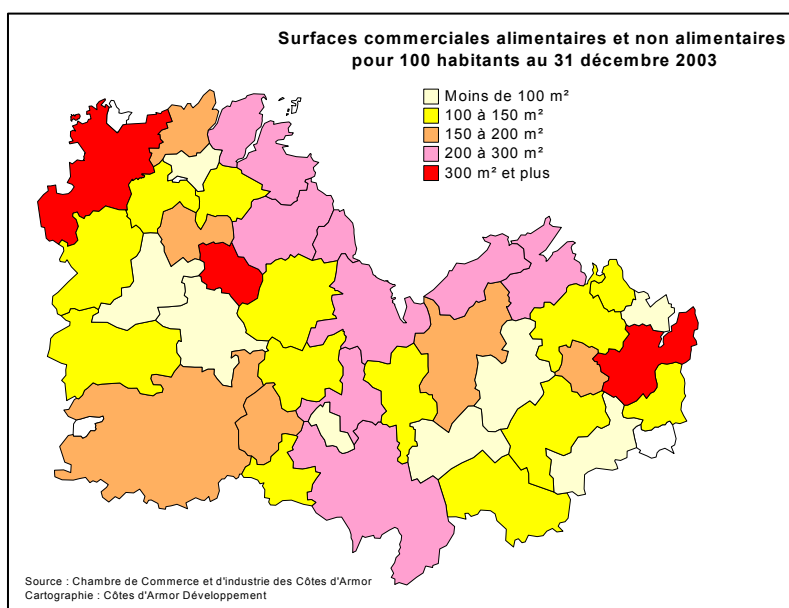 Surfaces commerciales alimentaires et non alimentaires
pour 100 habitants au 31 décembre 2003
Moins de 100 m²
100 à 150 m²
150 à 200 m²
200 à 300 m²
300 m² et plus
Source : Chambre de Commerce et d'industrie des Côtes d'Armor
Cartographie : Côtes d'Armor Développement